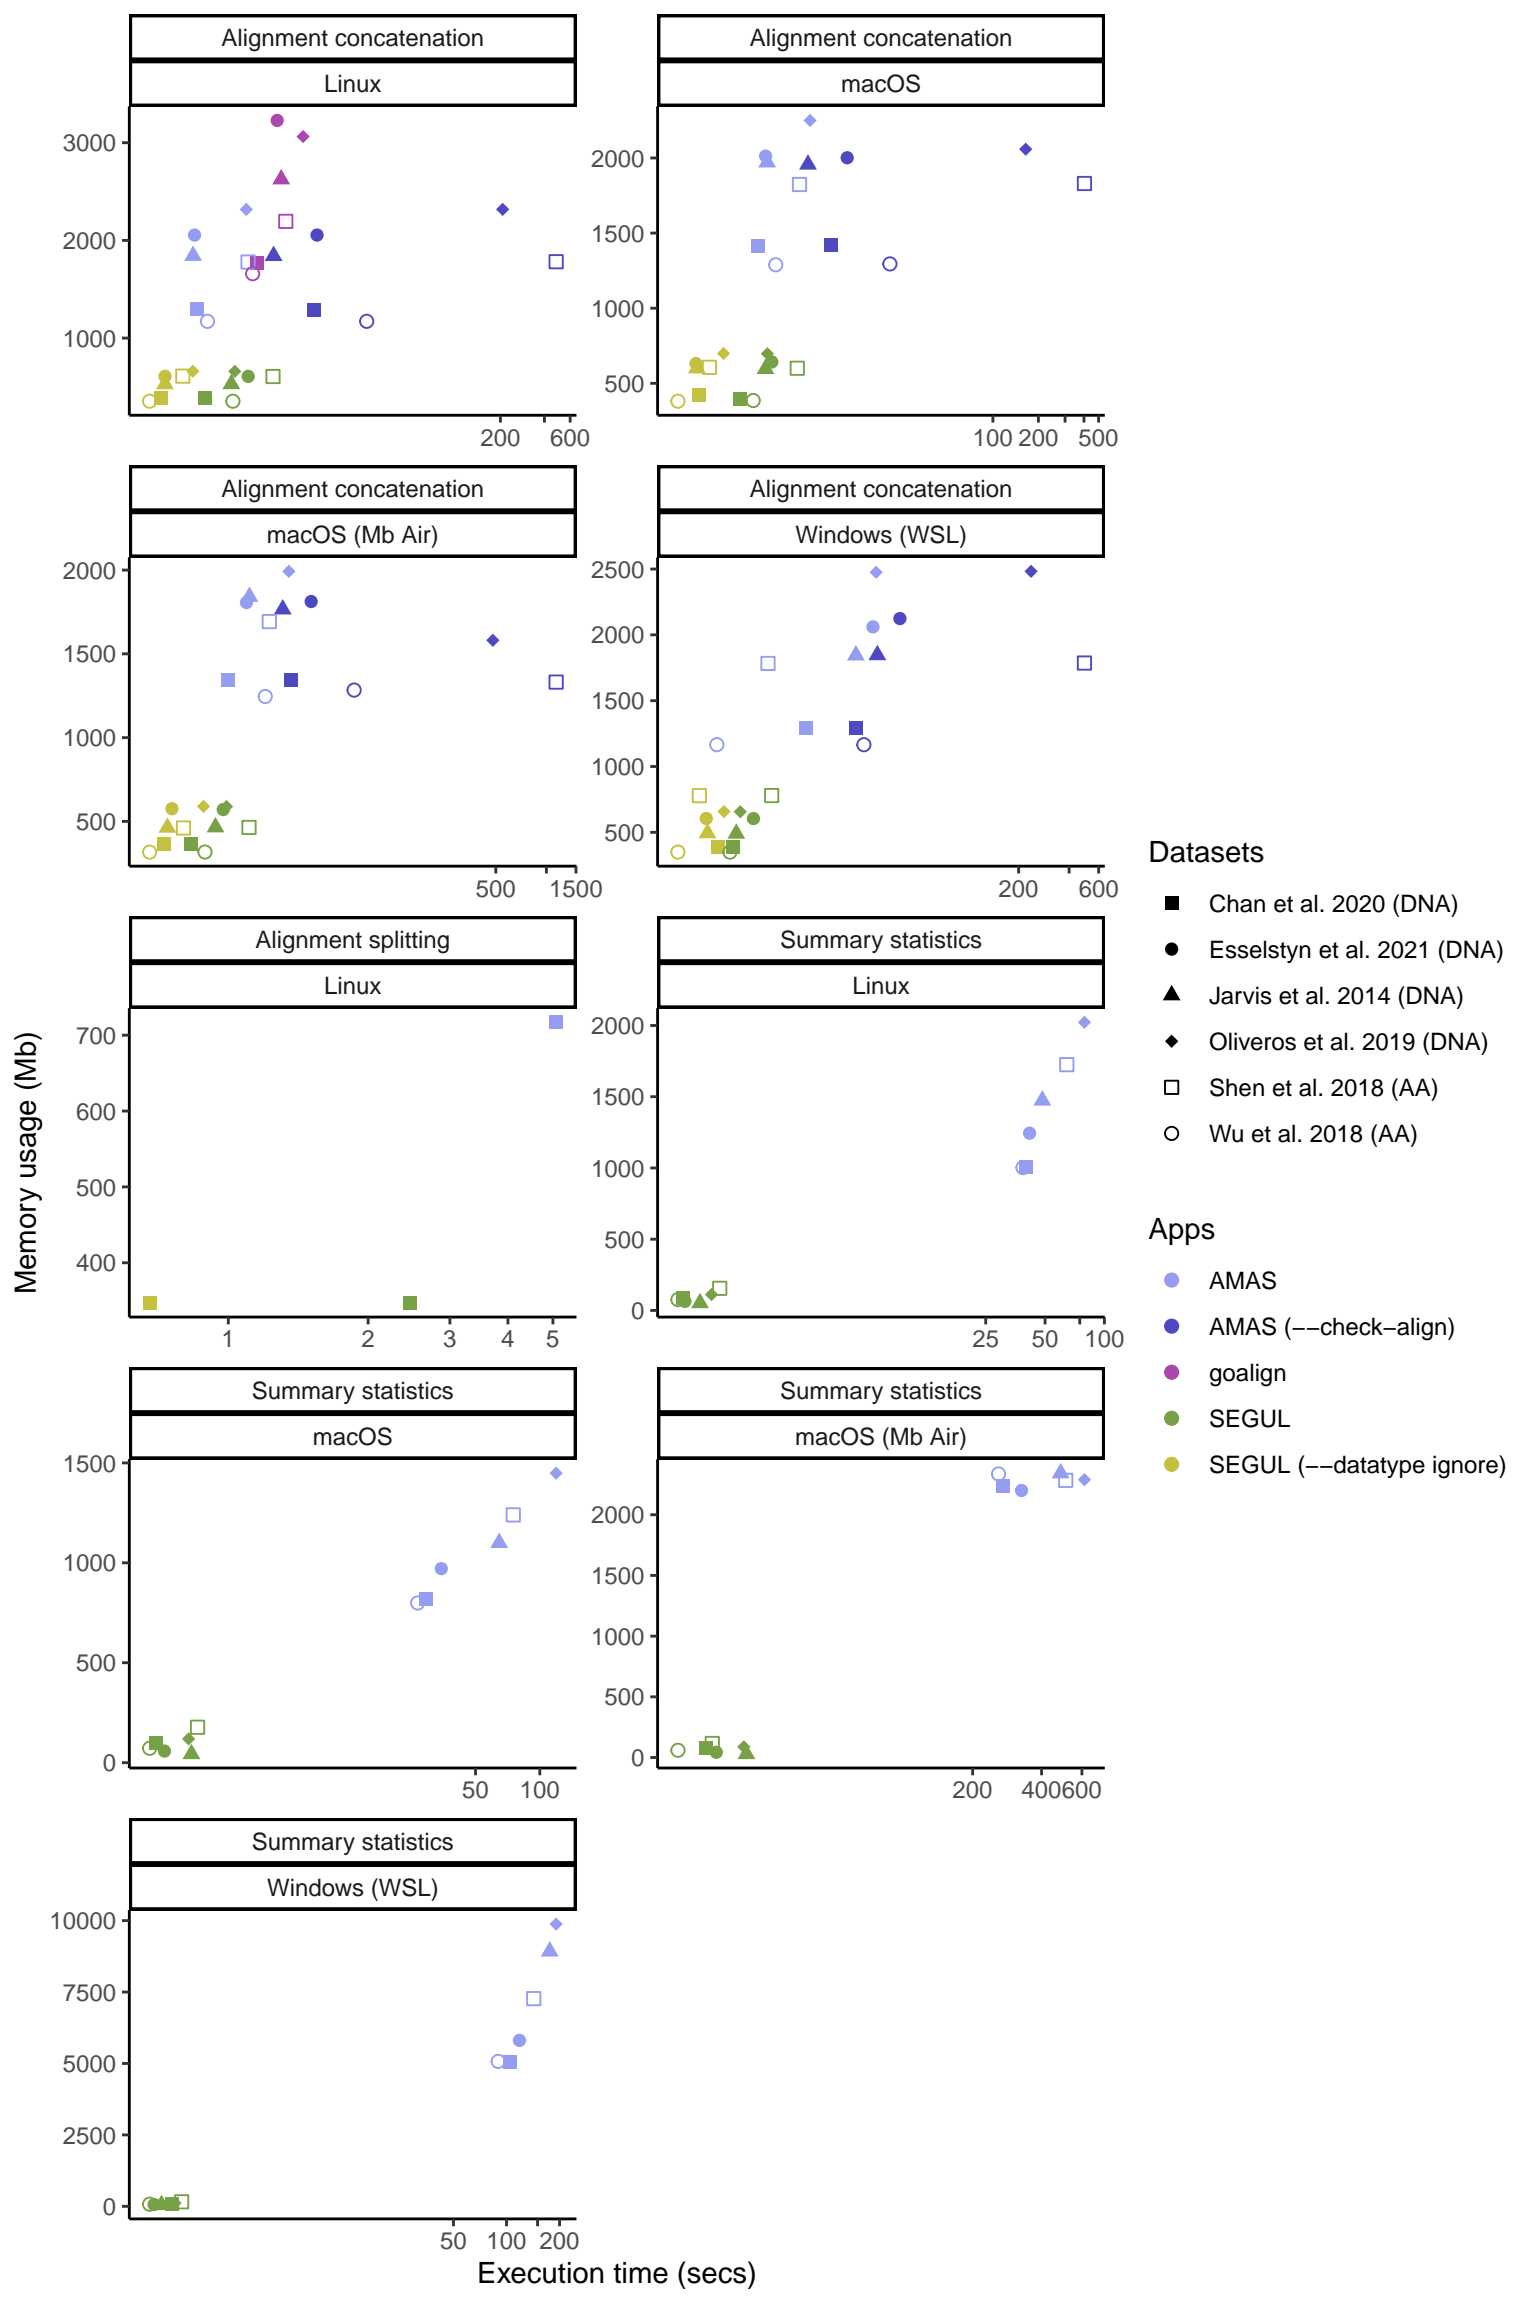 Alignment concatenation
Linux
3000
2000
1000
200
600
Alignment concatenation
macOS
2000
1500
1000
500
100
200
500
Alignment concatenation
macOS (Mb Air)
2000
1500
1000
500
500
1500
Alignment concatenation
Windows (WSL)
2500
2000
1500
1000
500
200
600
Alignment splitting
Linux
700
600
500
400
1
2
3
4
5
Summary statistics
Linux
2000
1500
1000
500
0
25
50
100
Summary statistics
macOS
1500
1000
500
0
50
100
Summary statistics
macOS (Mb Air)
2000
1500
1000
500
0
200
400
600
Summary statistics
Windows (WSL)
10000
7500
5000
2500
0
50
100
200
Execution time (secs)
Memory usage (Mb)
Datasets
Chan et al. 2020 (DNA)
Esselstyn et al. 2021 (DNA)
Jarvis et al. 2014 (DNA)
Oliveros et al. 2019 (DNA)
Shen et al. 2018 (AA)
Wu et al. 2018 (AA)
Apps
AMAS
AMAS (−−check−align)
goalign
SEGUL
SEGUL (−−datatype ignore)